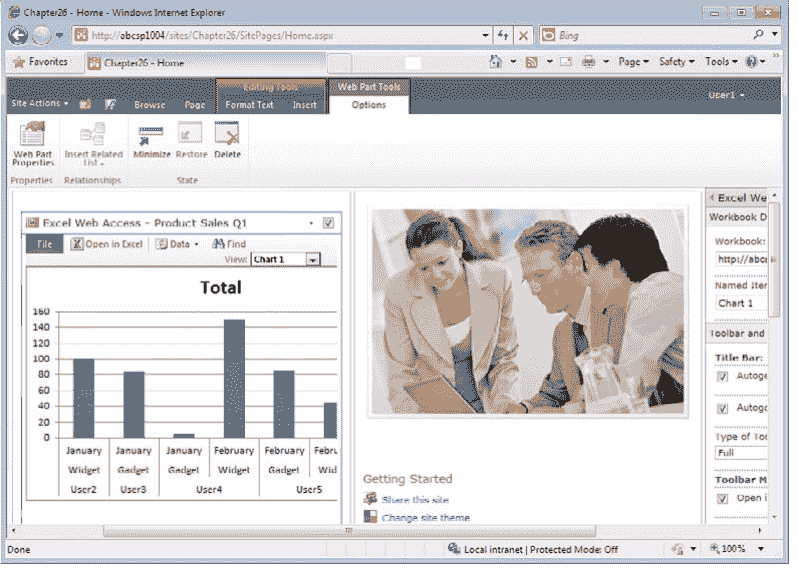 Chapter26 - Home - Windows Internet Explorer
http://abcsp1004/sites/Chapter26/SitePages/Home.aspx
Bing
Favorites
Chapter26 - Home
Page
Safety
Tools
Editing Tools
Web Part Tools
Site Actions
Browse
Page
Format Text
Insert
Options
User1
Web Part
Properties
Insert Related
List
Minimize
Restore
Delete
Properties
Relationships
State
Excel Web Access - Product Sales Q1
File
Open in Excel
Data
Find
View:
Chart 1
Total
160
140
120
100
80
60
40
20
0
January
January
January
February
February
Widget
Gadget
Gadget
Widget
Gadget
User2
User3
User4
User5
Getting Started
Share this site
Change site theme
Excel We
Workbook D
Workbook:
http://abcs
Named Iter
Chart 1
Toolbar and
Title Bar:
Autoge
Autogo
Type of Too
Full
Toolbar M
Open i
Done
Local intranet | Protected Mode: Off
100%